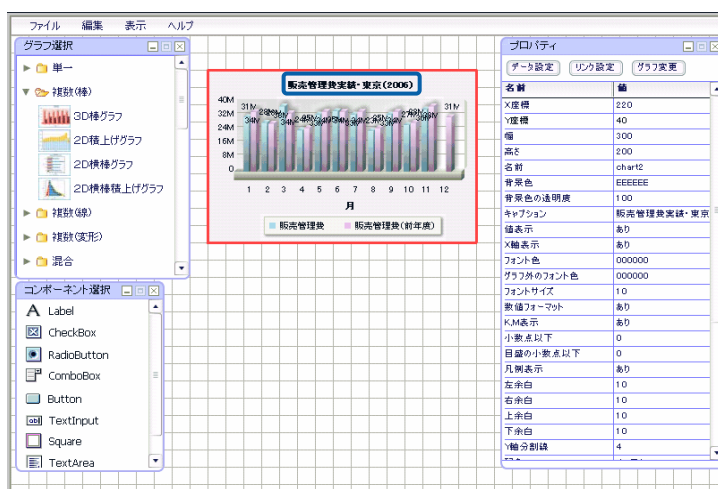 ファイル 編集 表示 ヘルプ
グラフ選択
単一
複数(棒)
3D棒グラフ
2D積上げグラフ
2D横棒グラフ
2D横棒積上げグラフ
複数(線)
複数(変形)
混合
コンポーネント選択
Label
CheckBox
RadioButton
ComboBox
Button
TextInput
Square
TextArea
販売管理費実績・東京(2006)
40M
32M
24M
16M
8M
0
31M
34M
31M
1 2 3 4 5 6 7 8 9 10 11 12
月
販売管理費 販売管理費(前年度)
プロパティ
データ設定 リンク設定 グラフ変更
名前 値
X座標 220
Y座標 40
幅 300
高さ 200
名前 chart2
背景色 EEEEEE
背景色の透明度 100
キャプション 販売管理費実績・東京
値表示 あり
X軸表示 あり
フォント色 000000
グラフ外のフォント色 000000
フォントサイズ 10
数値フォーマット あり
K,M表示 あり
小数点以下 0
目盛の小数点以下 0
凡例表示 あり
左余白 10
右余白 10
上余白 10
下余白 10
Y軸分割線 4